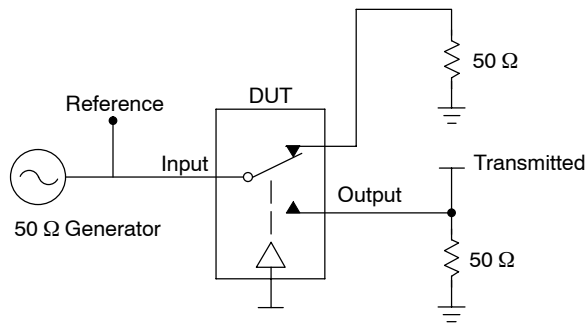 50 Ω
Reference
DUT
Input
Transmitted
Output
50 Ω Generator
50 Ω